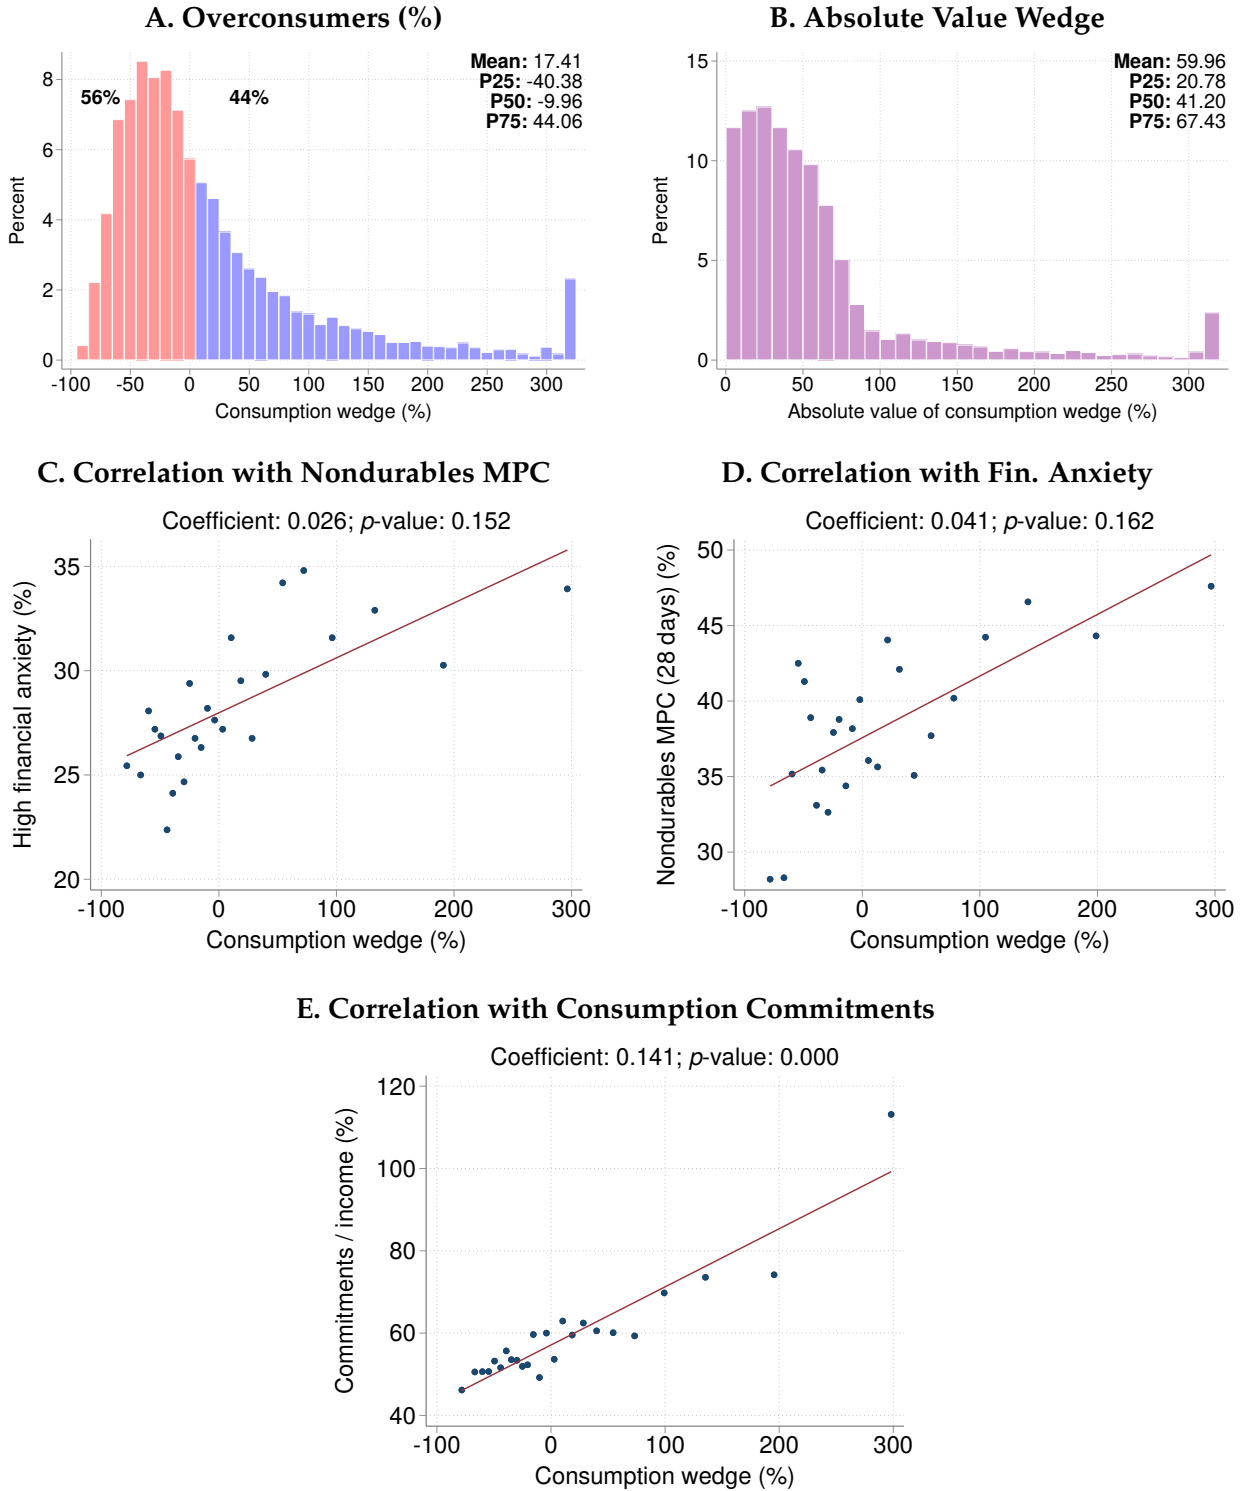 A. Overconsumers (%)
Mean: 17.41
P25: -40.38
P50: -9.96
P75: 44.06
56%
44%
Percent
8
6
4
2
0
-100 -50 0 50 100 150 200 250 300
Consumption wedge (%)
B. Absolute Value Wedge
Mean: 59.96
P25: 20.78
P50: 41.20
P75: 67.43
Percent
15
10
5
0
0 50 100 150 200 250 300
Absolute value of consumption wedge (%)
C. Correlation with Nondurables MPC
Coefficient: 0.026; p-value: 0.152
High financial anxiety (%)
35
30
25
20
-100 0 100 200 300
Consumption wedge (%)
D. Correlation with Fin. Anxiety
Coefficient: 0.041; p-value: 0.162
Nondurables MPC (28 days) (%)
50
45
40
35
30
-100 0 100 200 300
Consumption wedge (%)
E. Correlation with Consumption Commitments
Coefficient: 0.141; p-value: 0.000
Commitments / income (%)
120
100
80
60
40
-100 0 100 200 300
Consumption wedge (%)